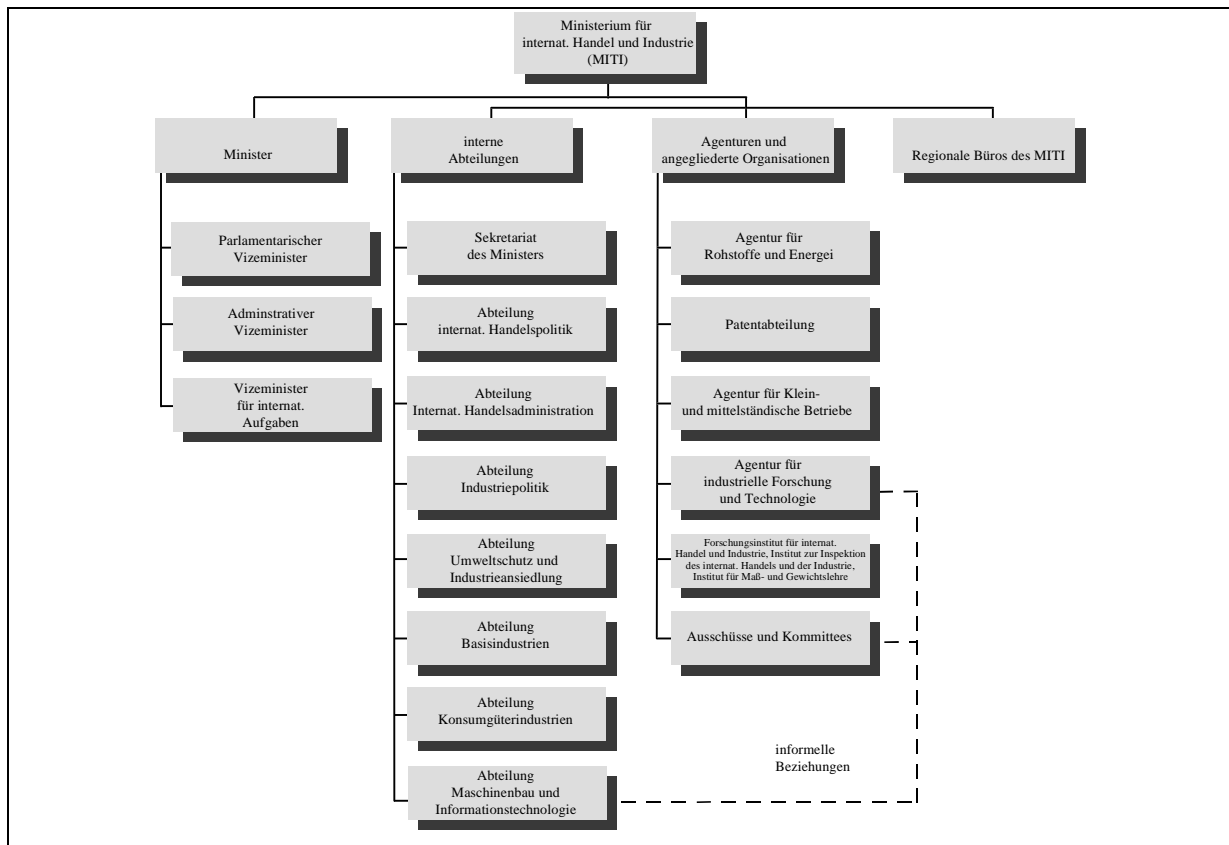 Ministerium für
internat. Handel und Industrie
(MITI)
Minister
interne
Abteilungen
Agenturen und
angegliederte Organisationen
Regionale Büros des MITI
Parlamentarischer
Vizeminister
Adminstrativer
Vizeminister
Vizeminister
für internat.
Aufgaben
Sekretariat
des Ministers
Abteilung
internat. Handelspolitik
Abteilung
Internat. Handelsadministration
Abteilung
Industriepolitik
Abteilung
Umweltschutz und
Industrieansiedlung
Abteilung
Basisindustrien
Abteilung
Konsumgüterindustrien
Abteilung
Maschinenbau und
Informationstechnologie
Agentur für
Rohstoffe und Energei
Patentabteilung
Agentur für Klein-
und mittelständische Betriebe
Agentur für
industrielle Forschung
und Technologie
Forschungsinstitut für internat.
Handel und Industrie, Institut zur Inspektion
des internat. Handels und der Industrie,
Institut für Maß- und Gewichtslehre
Ausschüsse und Kommittees
informelle
Beziehungen